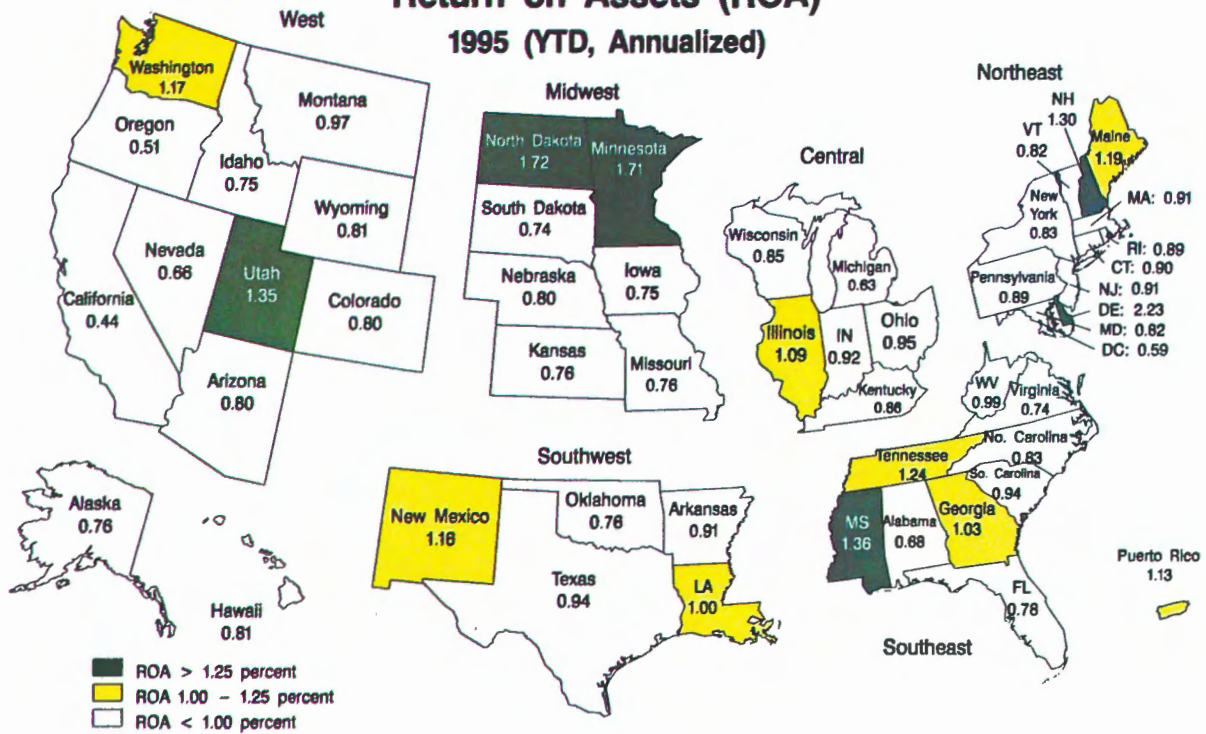 Return on Assets (ROA)
1995 (YTD, Annualized)
West
Washington
1.17
Oregon
0.51
Montana
0.97
Idaho
0.75
Wyoming
0.81
Nevada
0.66
Utah
1.35
California
0.44
Colorado
0.80
Arizona
0.80
Alaska
0.76
Hawaii
0.81
Midwest
North Dakota
1.72
Minnesota
1.71
South Dakota
0.74
Nebraska
0.80
Iowa
0.75
Kansas
0.76
Missouri
0.76
Central
Wisconsin
0.85
Michigan
0.63
Illinois
1.09
IN
0.92
Ohio
0.95
Kentucky
0.86
Northeast
NH
1.30
VT
0.82
Maine
1.19
New
York
0.83
MA: 0.91
RI: 0.89
CT: 0.90
NJ: 0.91
DE: 2.23
MD: 0.82
DC: 0.59
Pennsylvania
0.89
Southwest
New Mexico
1.16
Oklahoma
0.76
Arkansas
0.91
Texas
0.94
LA
1.00
WV
0.99
Virginia
0.74
No. Carolina
0.83
Tennessee
1.24
So. Carolina
0.94
MS
1.36
Alabama
0.68
Georgia
1.03
FL
0.78
Southeast
Puerto Rico
1.13
ROA > 1.25 percent
ROA 1.00 - 1.25 percent
ROA < 1.00 percent